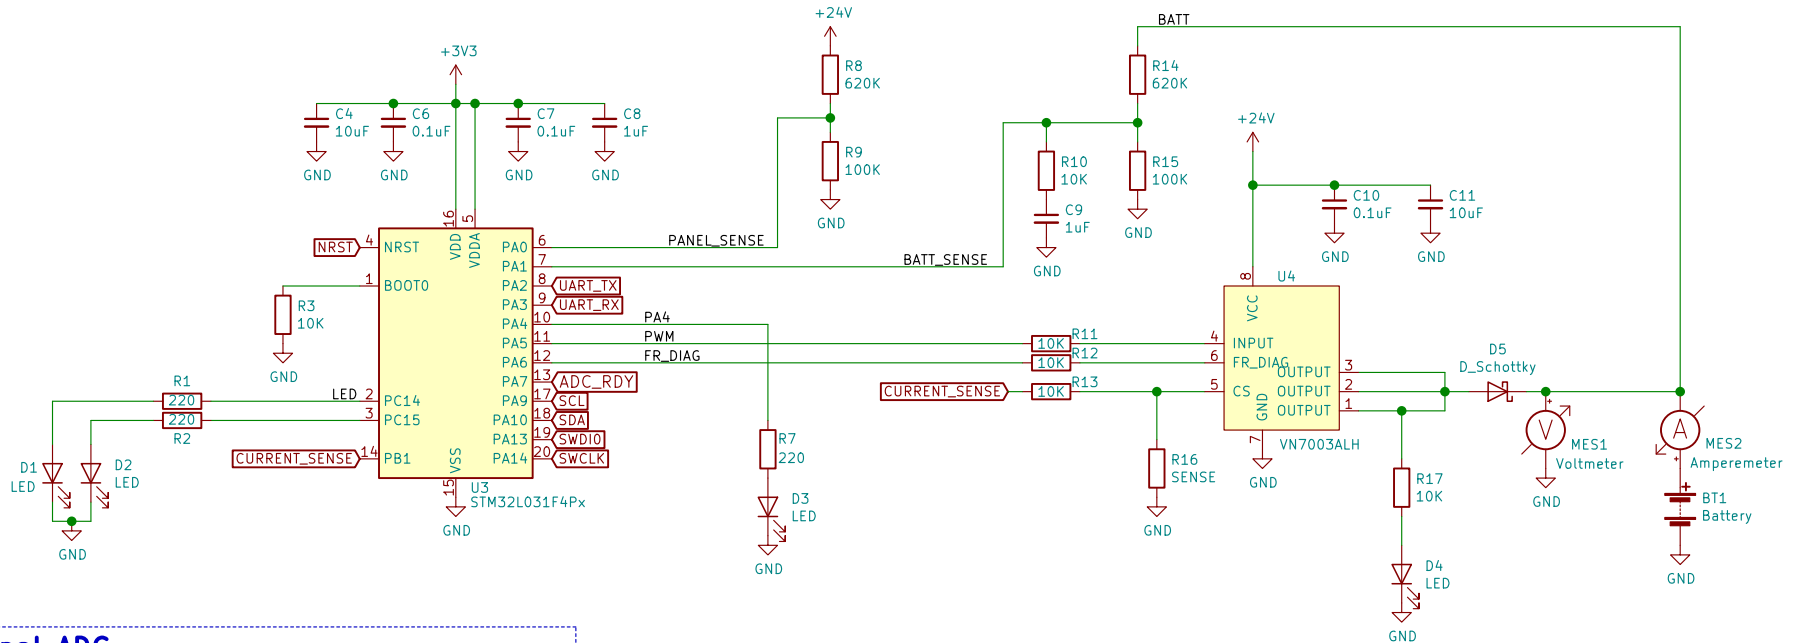 +24V
BATT
+3V3
R8
620K
R14
620K
C4
10uF
C6
0.1uF
C7
0.1uF
C8
1uF
+24V
R9
100K
R10
10K
R15
100K
GND
GND
GND
GND
C10
0.1uF
C11
10uF
C9
1uF
GND
GND
16
VDD
5
VDDA
NRST
4
NRST
PA0
6
PANEL_SENSE
GND
GND
GND
PA1
7
BATT_SENSE
1
BOOT0
PA2
8
UART_TX
8
U4
R3
10K
PA3
9
UART_RX
VCC
PA4
10
PA4
PA5
11
PWM
R11
10K
4
INPUT
PA6
12
FR_DIAG
R12
10K
6
FR_DIAG
D5
D_Schottky
GND
OUTPUT
3
PA7
13
ADC_RDY
R1
220
LED
2
PC14
PA9
17
SCL
CURRENT_SENSE
R13
10K
5
CS
OUTPUT
2
220
R2
3
PC15
PA10
18
SDA
GND
OUTPUT
1
PA13
19
SWDIO
7
VN7003ALH
V
MES1
Voltmeter
A
MES2
Amperemeter
CURRENT_SENSE
14
PB1
PA14
20
SWCLK
R7
220
D1
LED
D2
LED
VSS
15
U3
STM32L031F4Px
R16
SENSE
GND
R17
10K
GND
BT1
Battery
GND
GND
D3
LED
GND
GND
D4
LED
GND
GND